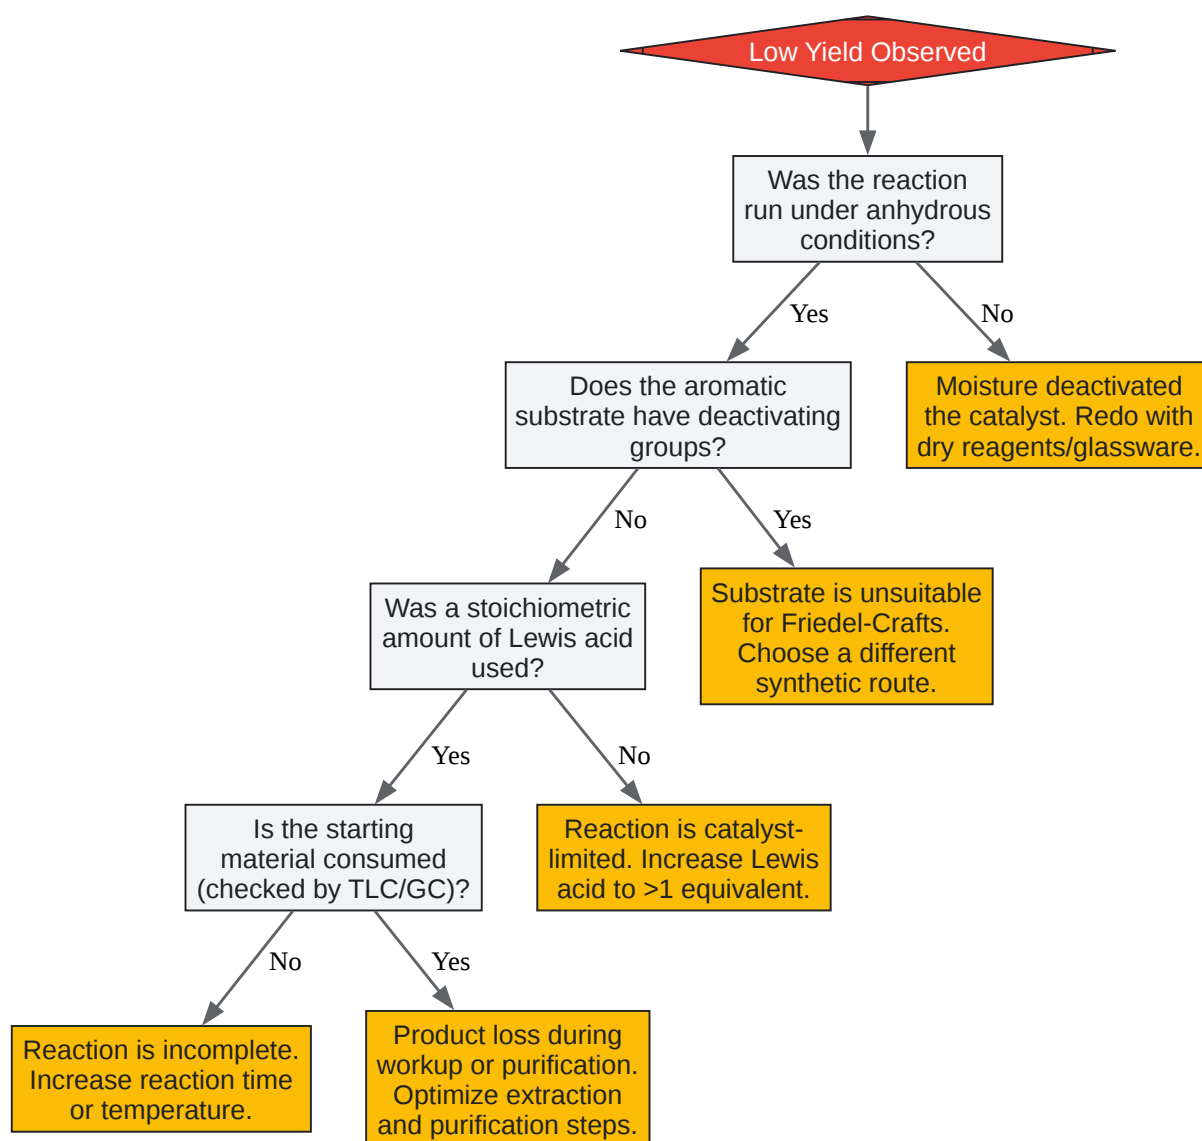 Low Yield Observed
Was the reaction
run under anhydrous
conditions?
Yes
No
Does the aromatic
substrate have deactivating
groups?
Moisture deactivated
the catalyst. Redo with
dry reagents/glassware.
No
Yes
Was a stoichiometric
amount of Lewis acid
used?
Substrate is unsuitable
for Friedel-Crafts.
Choose a different
synthetic route.
Yes
No
Is the starting
material consumed
(checked by TLC/GC)?
Reaction is catalyst-
limited. Increase Lewis
acid to >1 equivalent.
No
Yes
Reaction is incomplete.
Increase reaction time
or temperature.
Product loss during
workup or purification.
Optimize extraction
and purification steps.